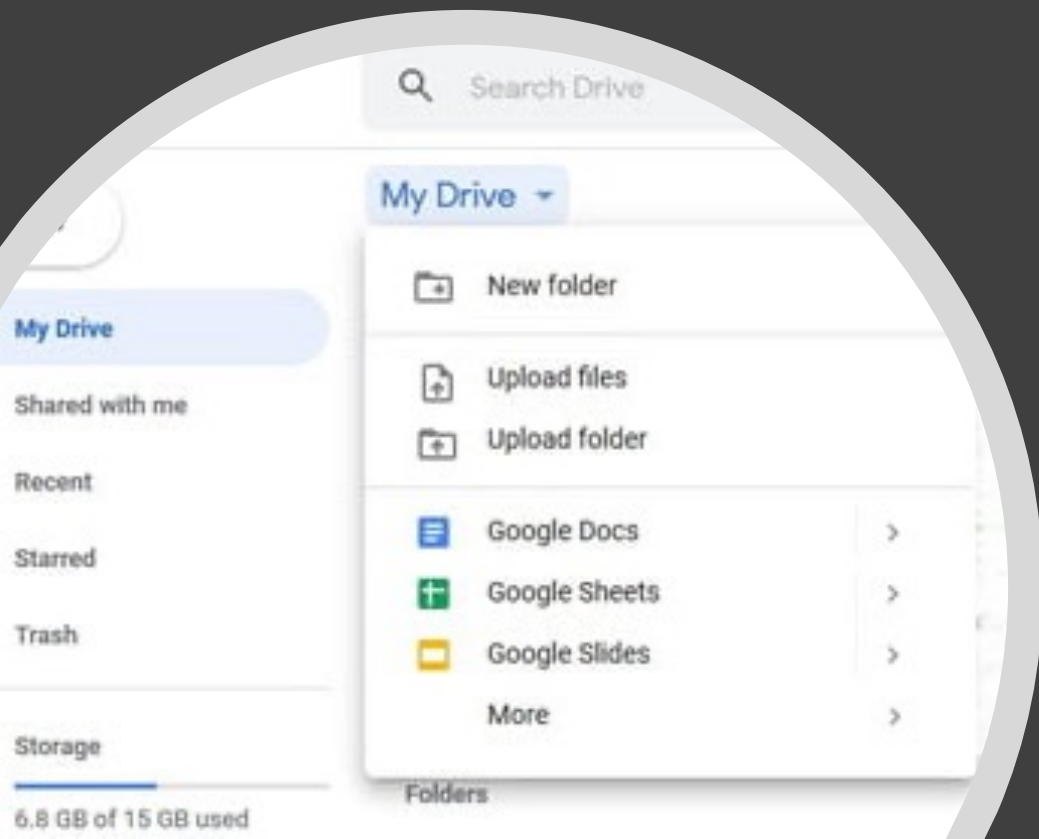 Search Drive
My Drive
New folder
Upload files
Upload folder
Google Docs
Google Sheets
Google Slides
More
Folders
My Drive
Shared with me
Recent
Starred
Trash
Storage
6.8 GB of 15 GB used